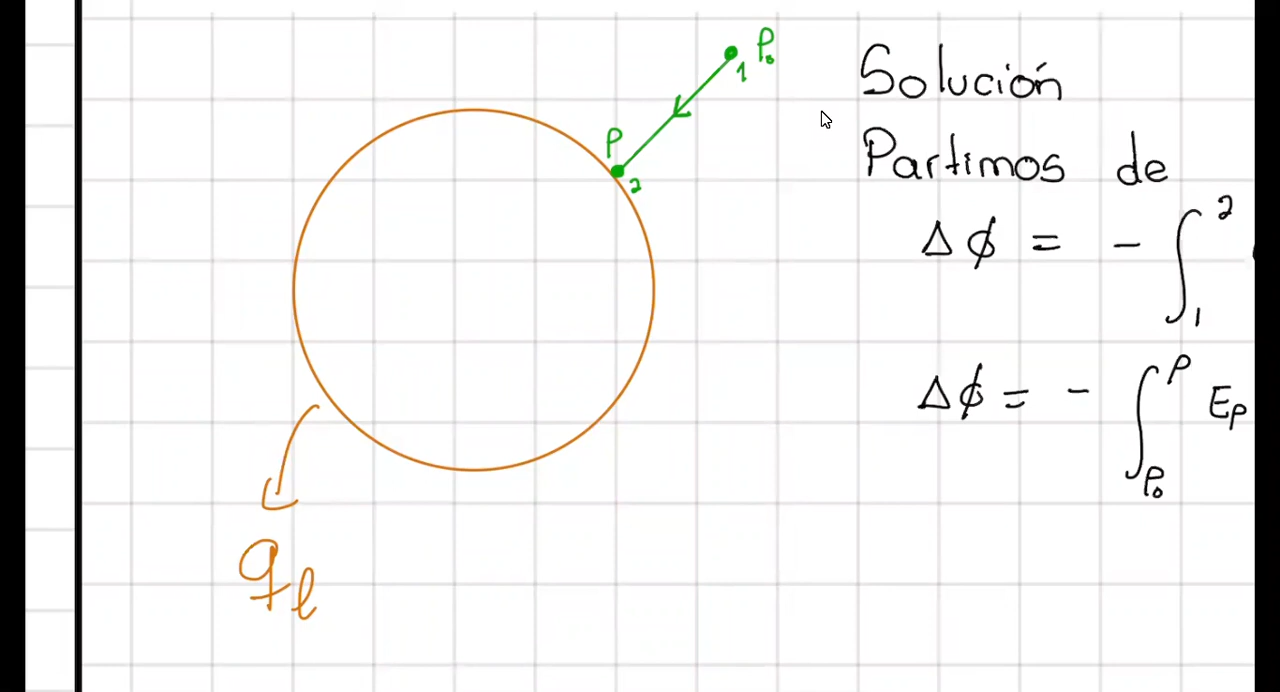 P₀
1
P
2
q_l
Solución
Partimos de
Δϕ = - ∫₁²
Δϕ = - ∫_{P₀}^{P} E_P